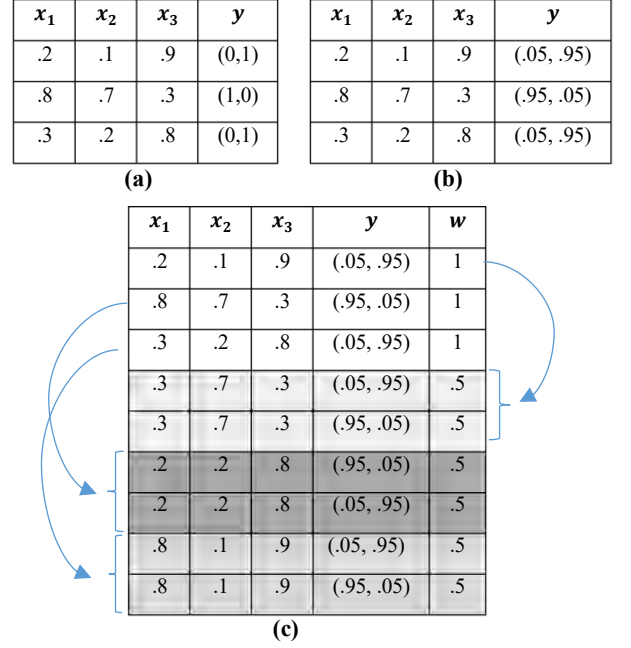 x₁ x₂ x₃ y
.2 .1 .9 (0,1)
.8 .7 .3 (1,0)
.3 .2 .8 (0,1)
(a)
x₁ x₂ x₃ y
.2 .1 .9 (.05, .95)
.8 .7 .3 (.95, .05)
.3 .2 .8 (.05, .95)
(b)
x₁ x₂ x₃ y w
.2 .1 .9 (.05, .95) 1
.8 .7 .3 (.95, .05) 1
.3 .2 .8 (.05, .95) 1
.3 .7 .3 (.05, .95) .5
.3 .7 .3 (.95, .05) .5
.2 .2 .8 (.95, .05) .5
.2 .2 .8 (.05, .95) .5
.8 .1 .9 (.05, .95) .5
.8 .1 .9 (.95, .05) .5
(c)